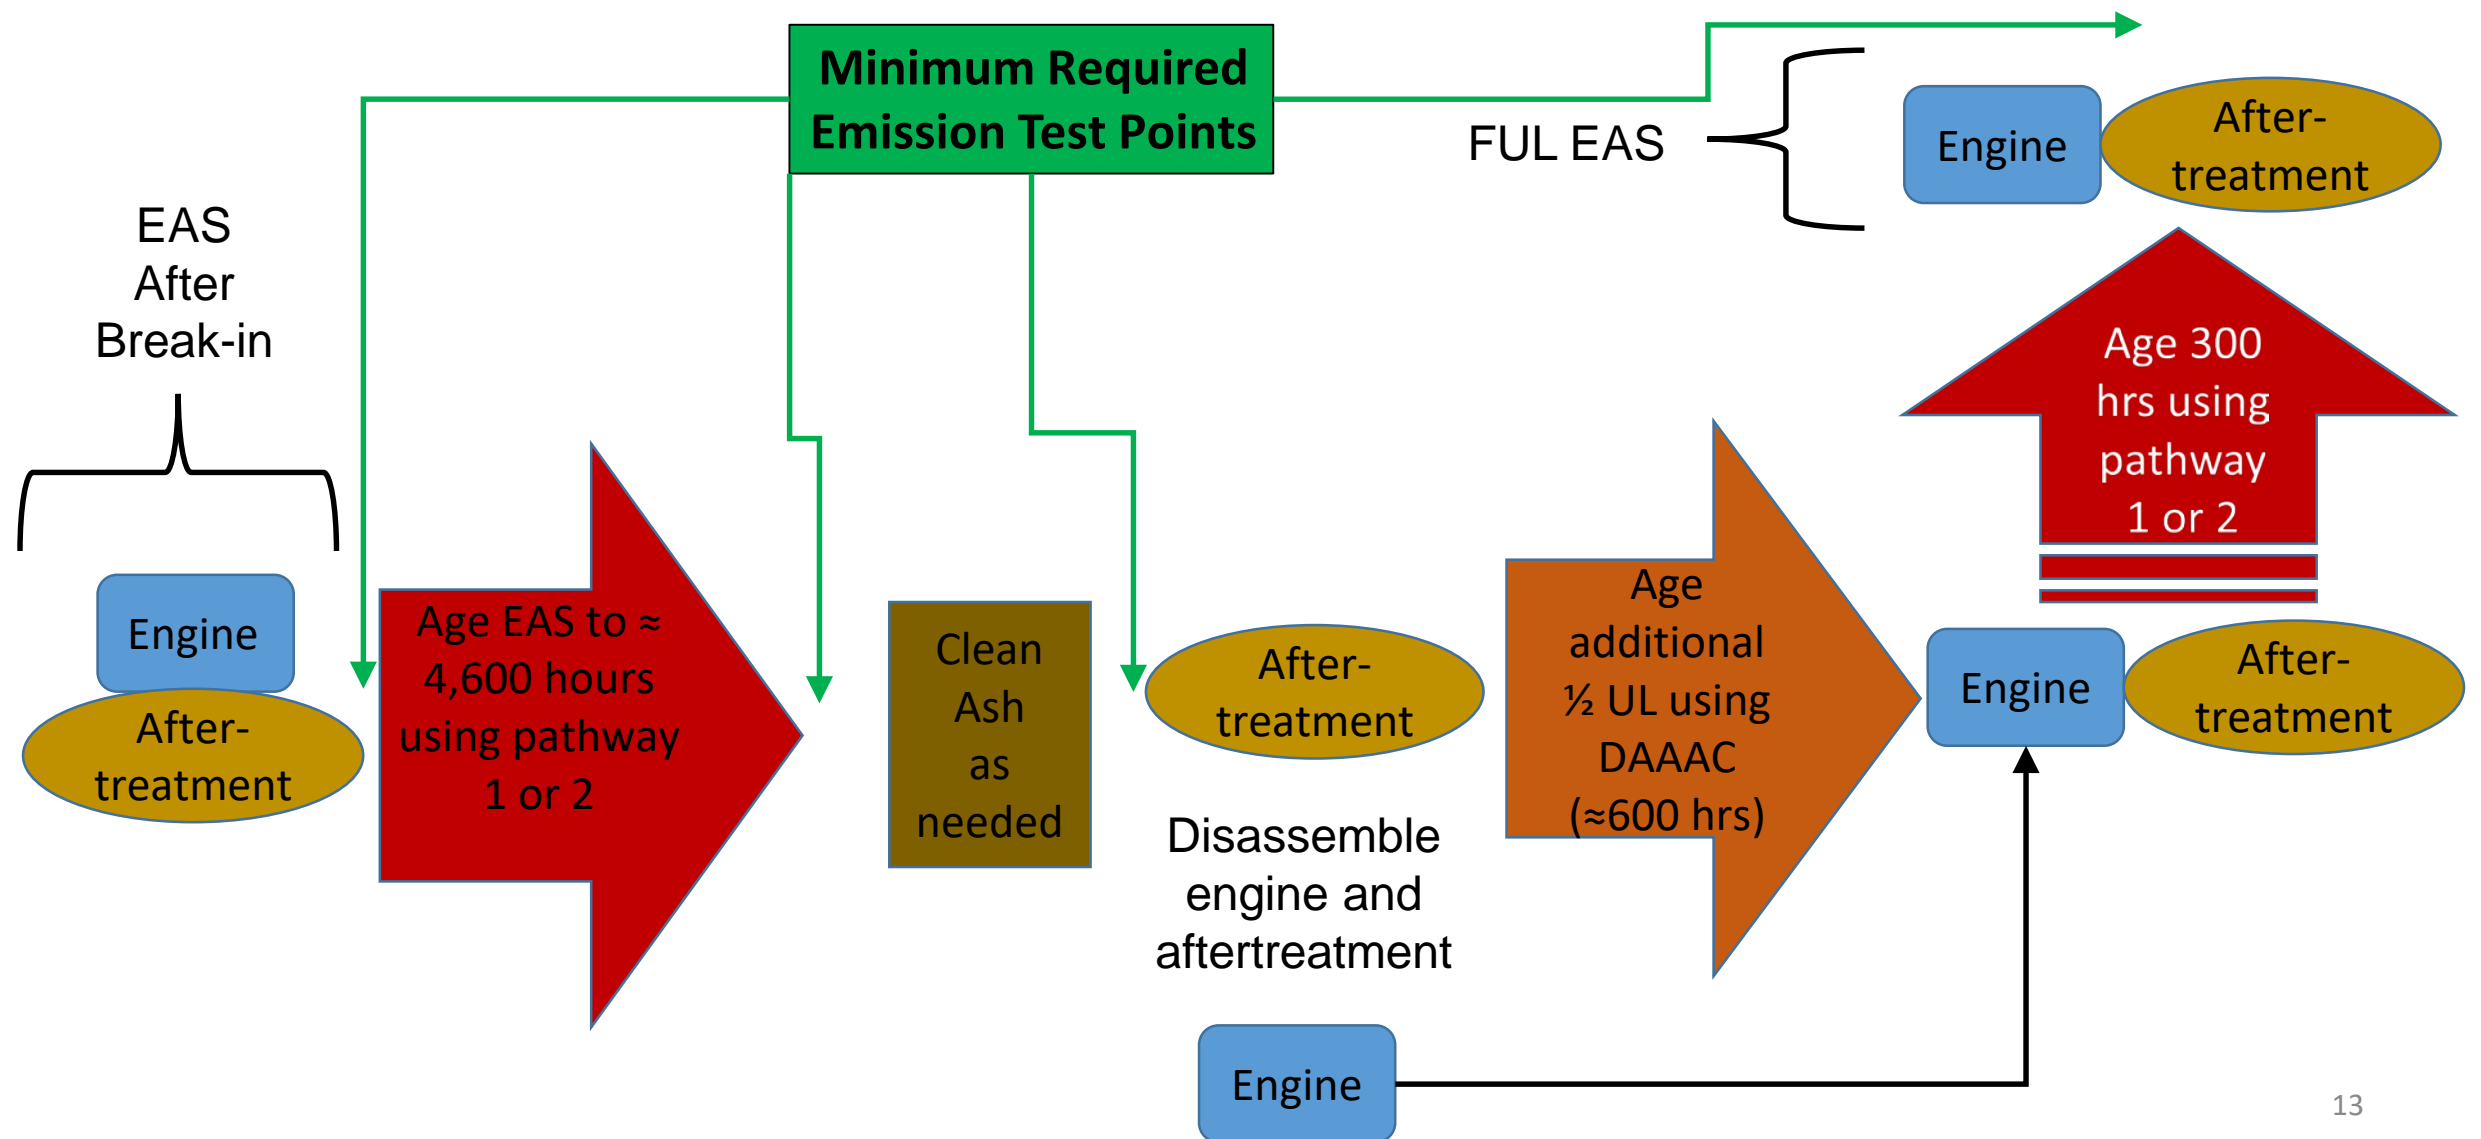 Minimum Required
Emission Test Points
FUL EAS
Engine
After-
treatment
EAS
After
Break-in
Engine
After-
treatment
Age EAS to ≈
4,600 hours
using pathway
1 or 2
Clean
Ash
as
needed
After-
treatment
Disassemble
engine and
aftertreatment
Engine
Age
additional
½ UL using
DAAAC
(≈600 hrs)
Engine
After-
treatment
Age 300
hrs using
pathway
1 or 2
13